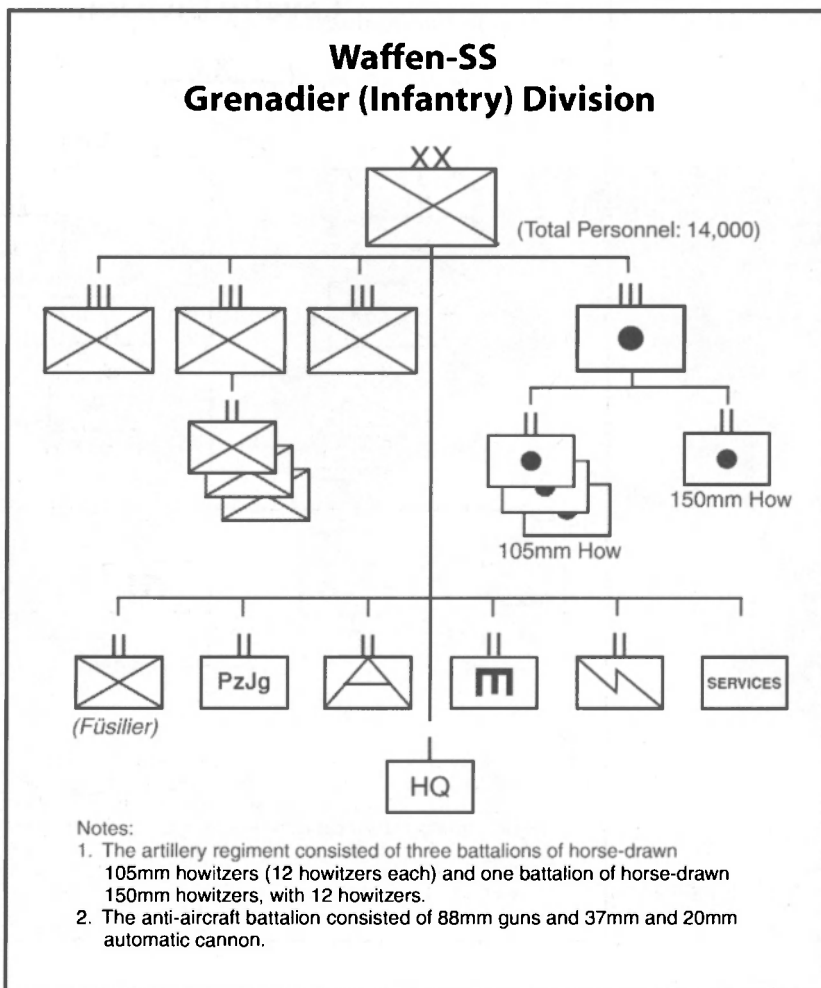 Waffen-SS
Grenadier (Infantry) Division
XX
(Total Personnel: 14,000)
III III III III
II II II
150mm How
105mm How
II II II II II
PzJg
SERVICES
(Füsilier)
HQ
Notes:
1. The artillery regiment consisted of three battalions of horse-drawn
105mm howitzers (12 howitzers each) and one battalion of horse-drawn
150mm howitzers, with 12 howitzers.
2. The anti-aircraft battalion consisted of 88mm guns and 37mm and 20mm
automatic cannon.